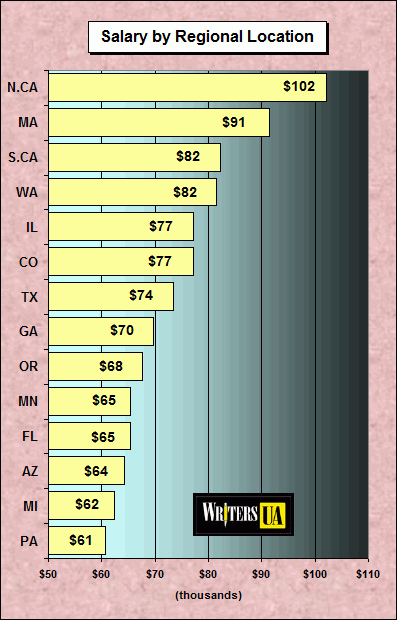 Salary by Regional Location
N.CA $102
MA $91
S.CA $82
WA $82
IL $77
CO $77
TX $74
GA $70
OR $68
MN $65
FL $65
AZ $64
MI $62
PA $61
WRITERS UA
$50 $60 $70 $80 $90 $100 $110
(thousands)